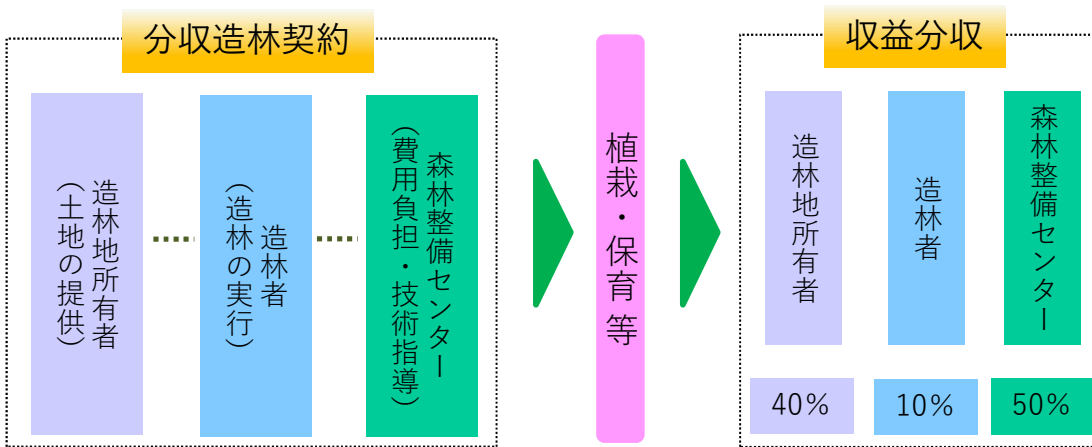 分収造林契約
造林地所有者
（土地の提供）
造林者
（造林の実行）
森林整備センター
（費用負担・技術指導）
植栽・保育 等
収益分収
造林地所有者
造林者
森林整備センター
40%
10%
50%